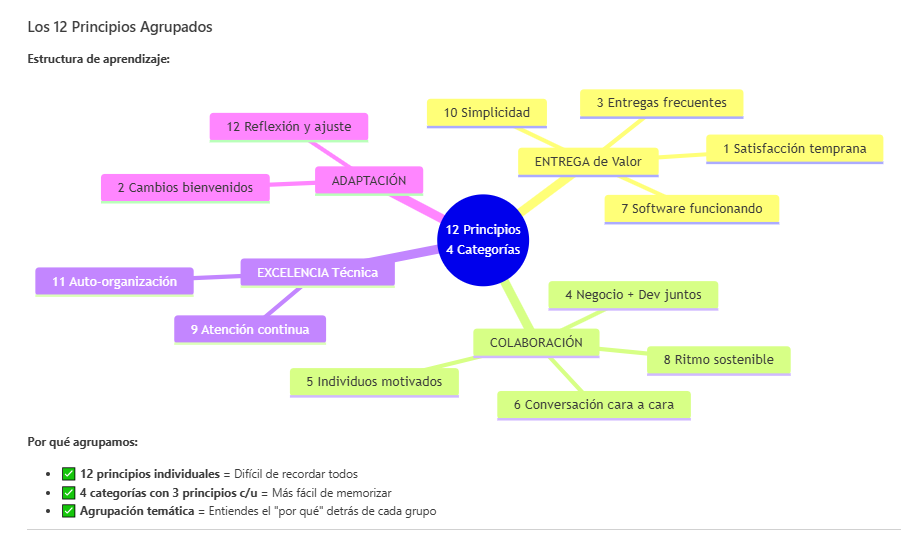 Los 12 Principios Agrupados
Estructura de aprendizaje:
12 Principios
4 Categorías
ENTREGA de Valor
10 Simplicidad
3 Entregas frecuentes
1 Satisfacción temprana
7 Software funcionando
ADAPTACIÓN
12 Reflexión y ajuste
2 Cambios bienvenidos
EXCELENCIA Técnica
11 Auto-organización
9 Atención continua
COLABORACIÓN
4 Negocio + Dev juntos
8 Ritmo sostenible
6 Conversación cara a cara
5 Individuos motivados
Por qué agrupamos:
• ✅ 12 principios individuales = Difícil de recordar todos
• ✅ 4 categorías con 3 principios c/u = Más fácil de memorizar
• ✅ Agrupación temática = Entiendes el "por qué" detrás de cada grupo